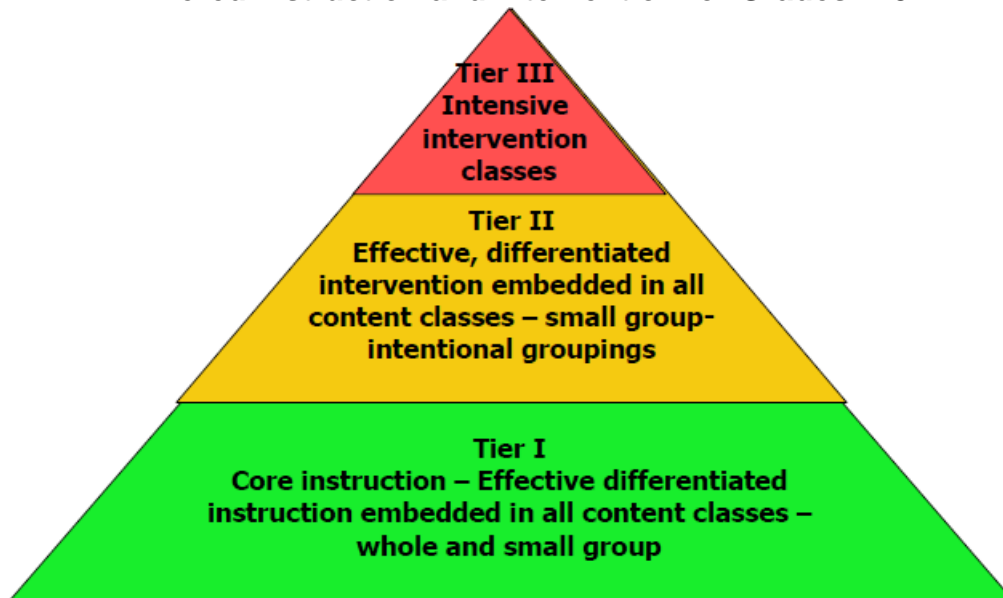 Tier III
Intensive
intervention
classes
Tier II
Effective, differentiated
intervention embedded in all
content classes – small group-
intentional groupings
Tier I
Core instruction – Effective differentiated
instruction embedded in all content classes –
whole and small group